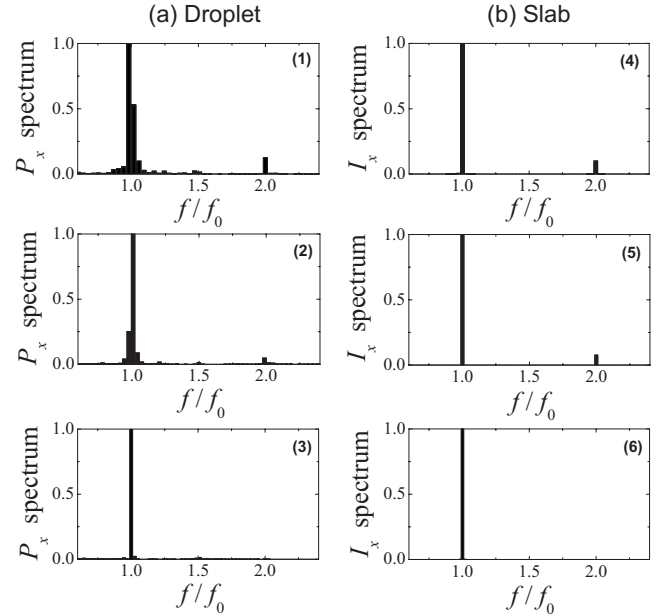 (a) Droplet
(b) Slab
P_x spectrum
1.0
0.5
0.0
(1)
1.0 1.5 2.0
f/f_0
I_x spectrum
1.0
0.5
0.0
(4)
1.0 1.5 2.0
f/f_0
P_x spectrum
1.0
0.5
0.0
(2)
1.0 1.5 2.0
f/f_0
I_x spectrum
1.0
0.5
0.0
(5)
1.0 1.5 2.0
f/f_0
P_x spectrum
1.0
0.5
0.0
(3)
1.0 1.5 2.0
f/f_0
I_x spectrum
1.0
0.5
0.0
(6)
1.0 1.5 2.0
f/f_0